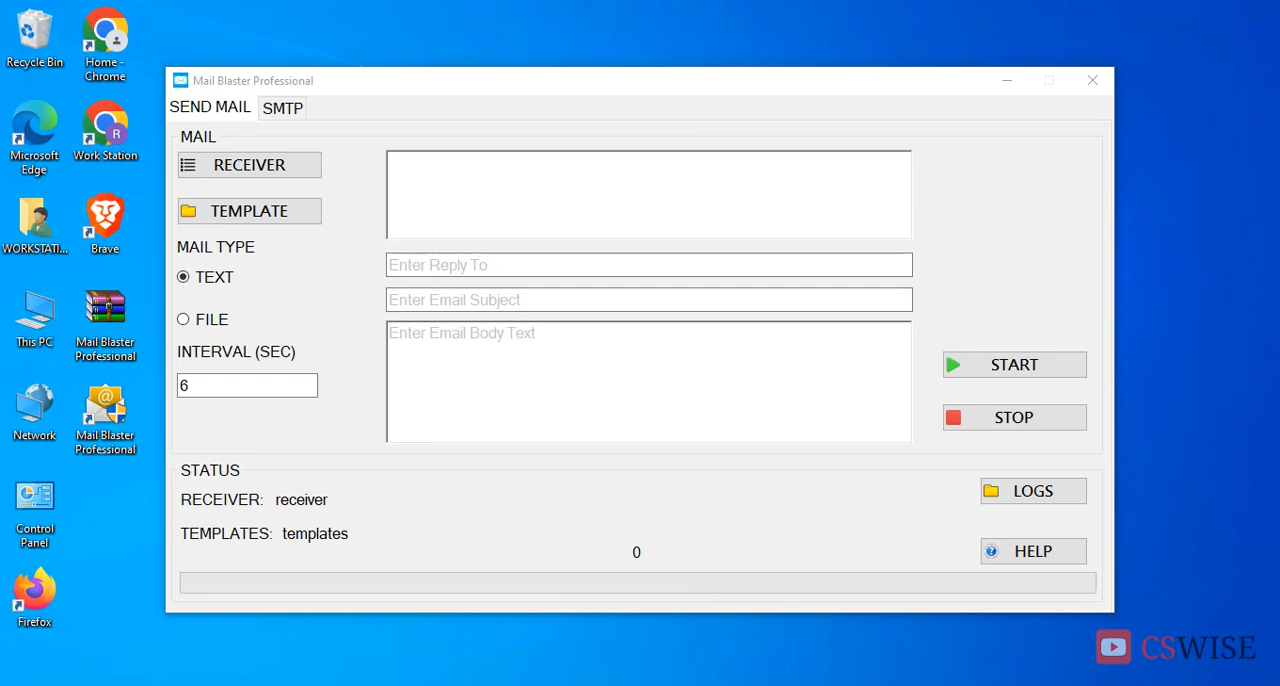 Recycle Bin
Home -
Chrome
Microsoft
Edge
R
Work Station
WORKSTATI...
Brave
This PC
Mail Blaster
Professional
Network
Mail Blaster
Professional
Control
Panel
Firefox
Mail Blaster Professional
SEND MAIL
SMTP
MAIL
RECEIVER
TEMPLATE
MAIL TYPE
TEXT
FILE
INTERVAL (SEC)
6
Enter Reply To
Enter Email Subject
Enter Email Body Text
START
STOP
STATUS
RECEIVER: receiver
TEMPLATES: templates
0
LOGS
HELP
CSWISE